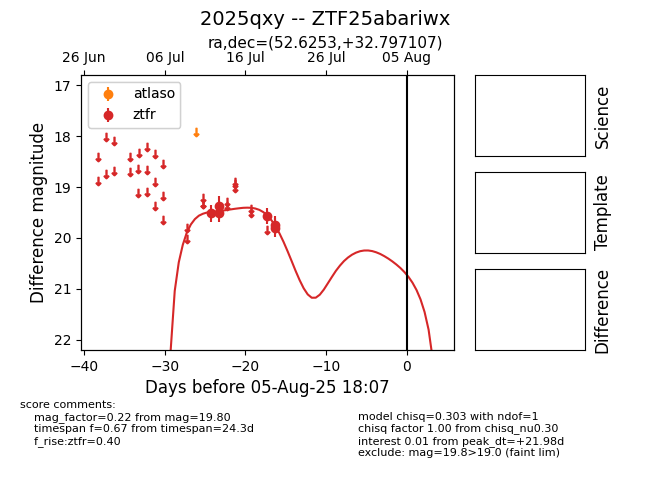 2025qxy -- ZTF25abariwx
ra,dec=(52.6253,+32.797107)
26 Jun 06 Jul 16 Jul 26 Jul 05 Aug
atlaso
ztfr
17
18
19
20
21
22
Difference magnitude
−40 −30 −20 −10 0
Days before 05-Aug-25 18:07
Science
Template
Difference
score comments:
mag_factor=0.22 from mag=19.80
timespan f=0.67 from timespan=24.3d
f_rise:ztfr=0.40
model chisq=0.303 with ndof=1
chisq factor 1.00 from chisq_nu0.30
interest 0.01 from peak_dt=+21.98d
exclude: mag=19.8>19.0 (faint lim)